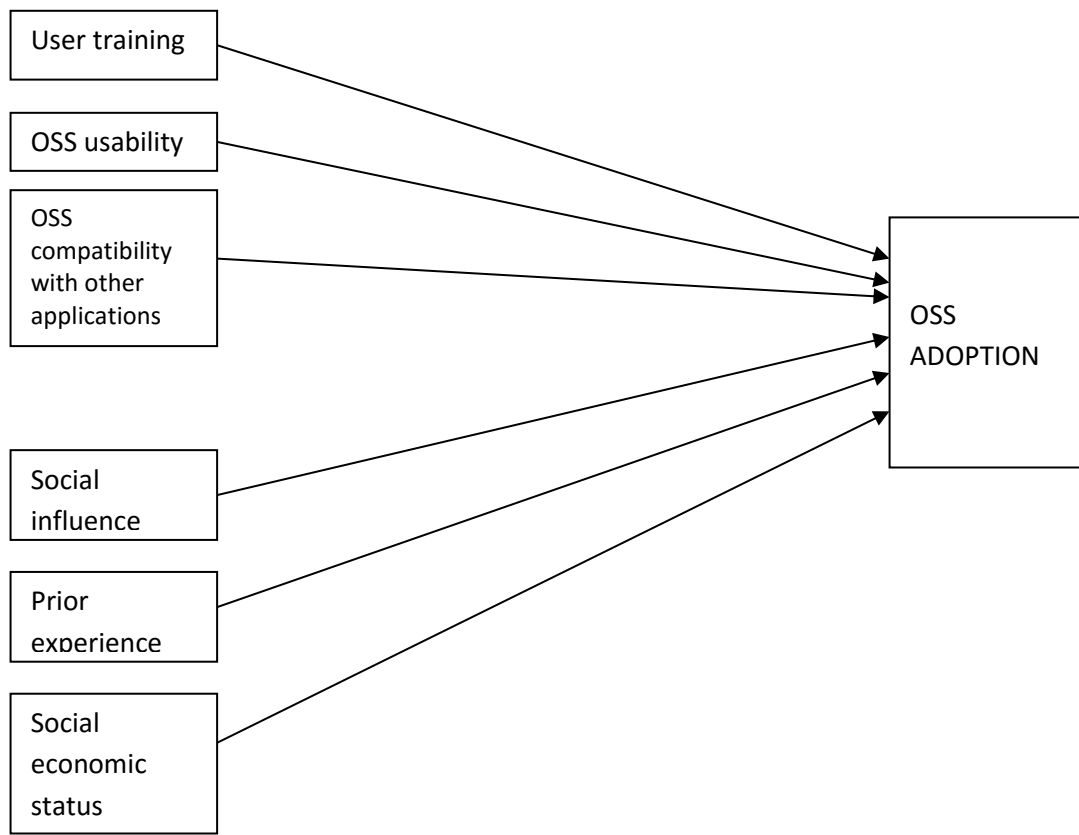 User training
OSS usability
OSS
compatibility
with other
applications
OSS
ADOPTION
Social
influence
Prior
experience
Social
economic
status